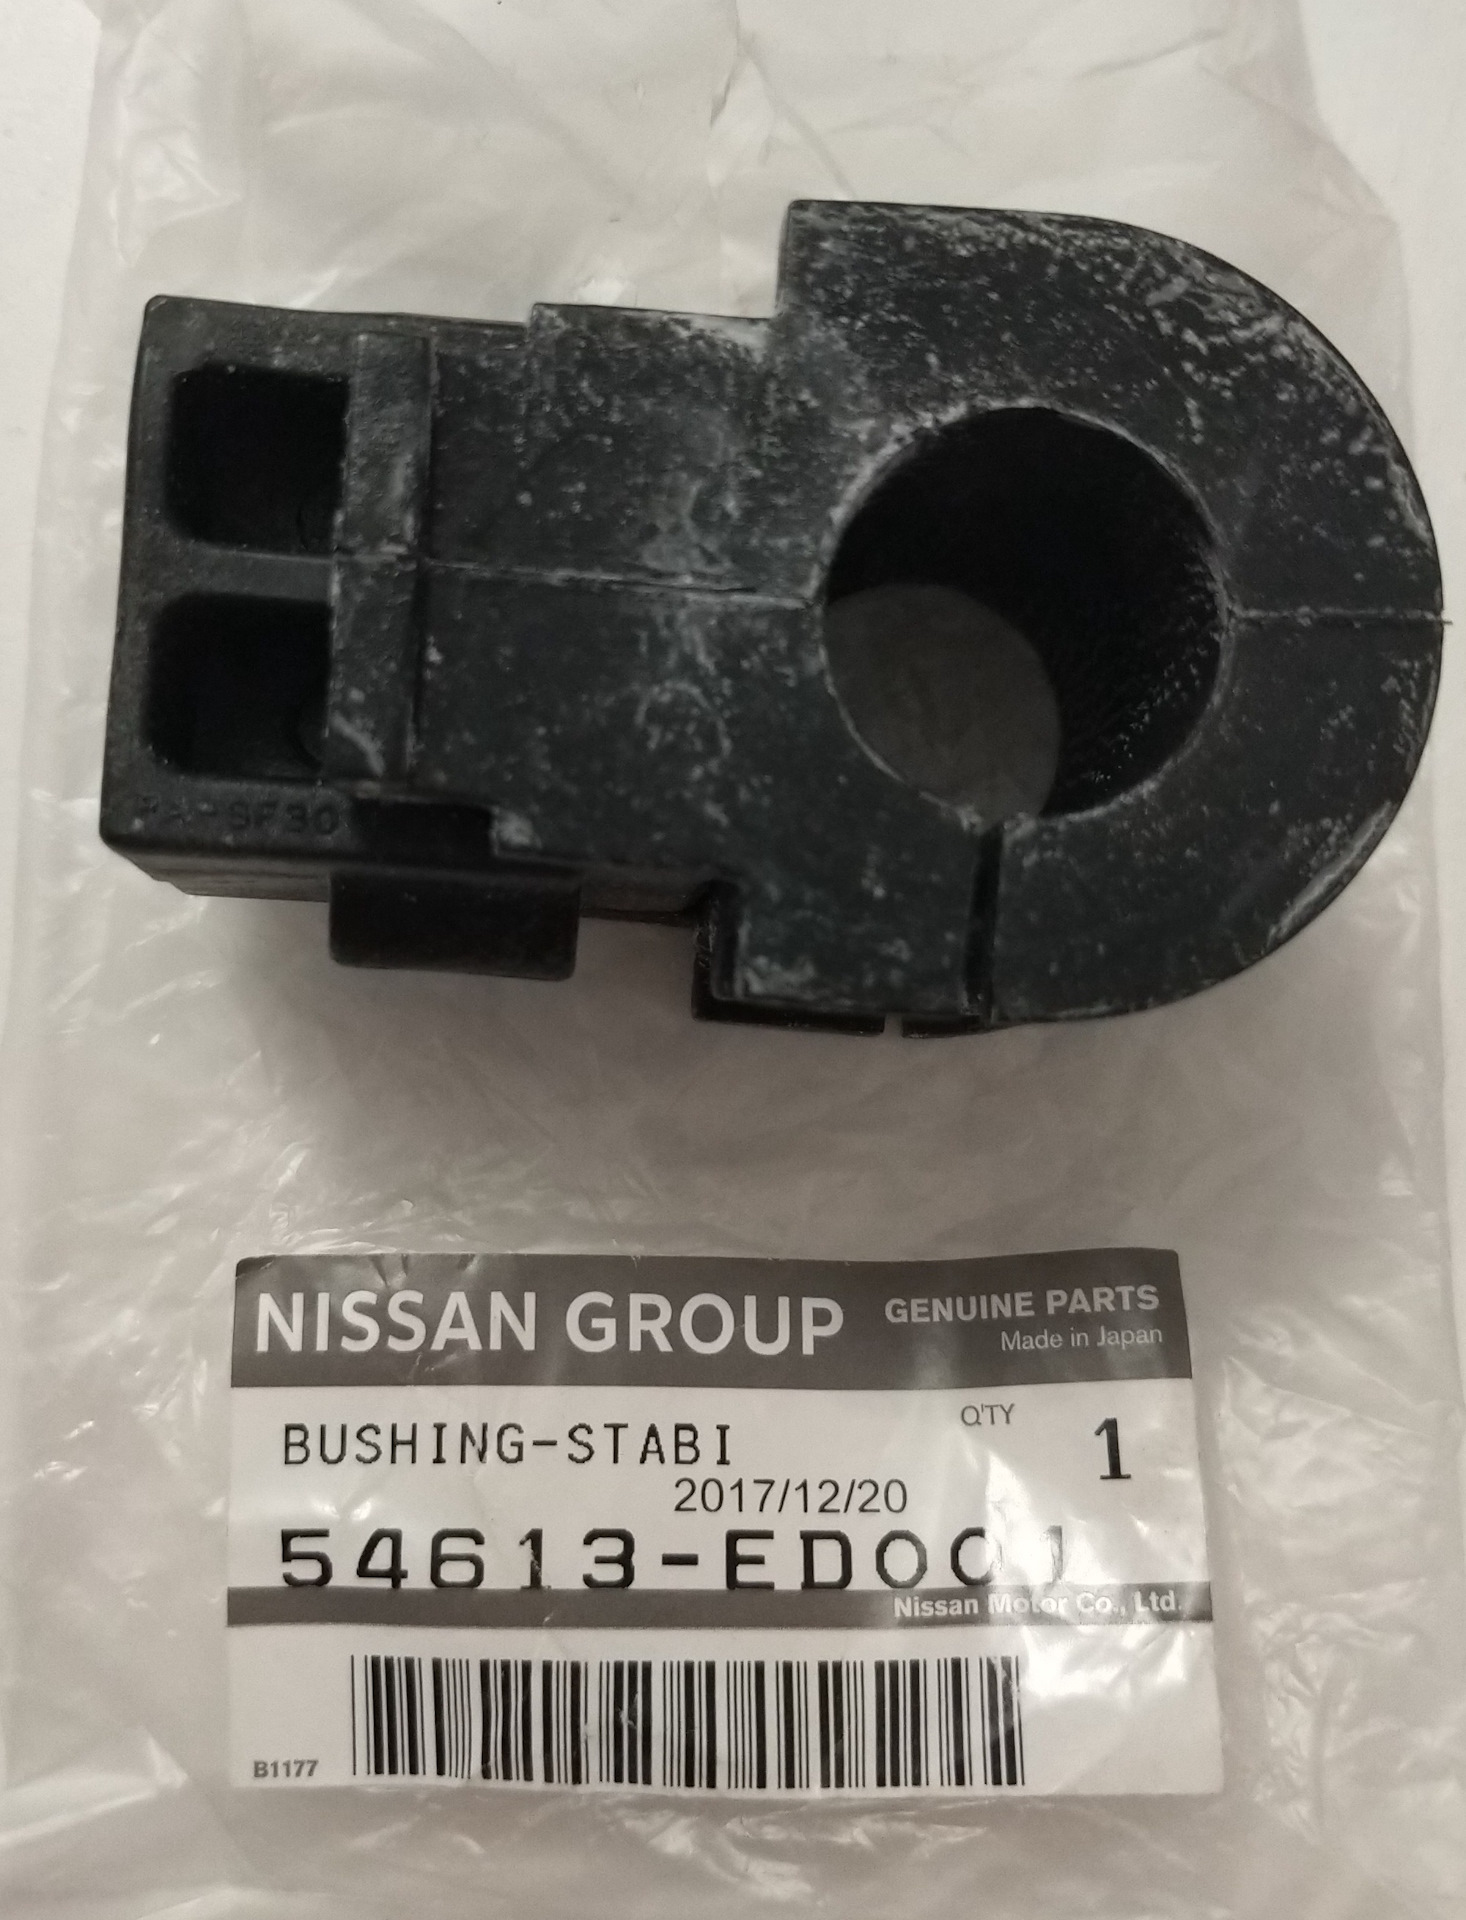 NISSAN GROUP GENUINE PARTS
Made in Japan
BUSHING-STABI
Q'TY 1
2017/12/20
54613-ED001
Nissan Motor Co., Ltd.
B1177